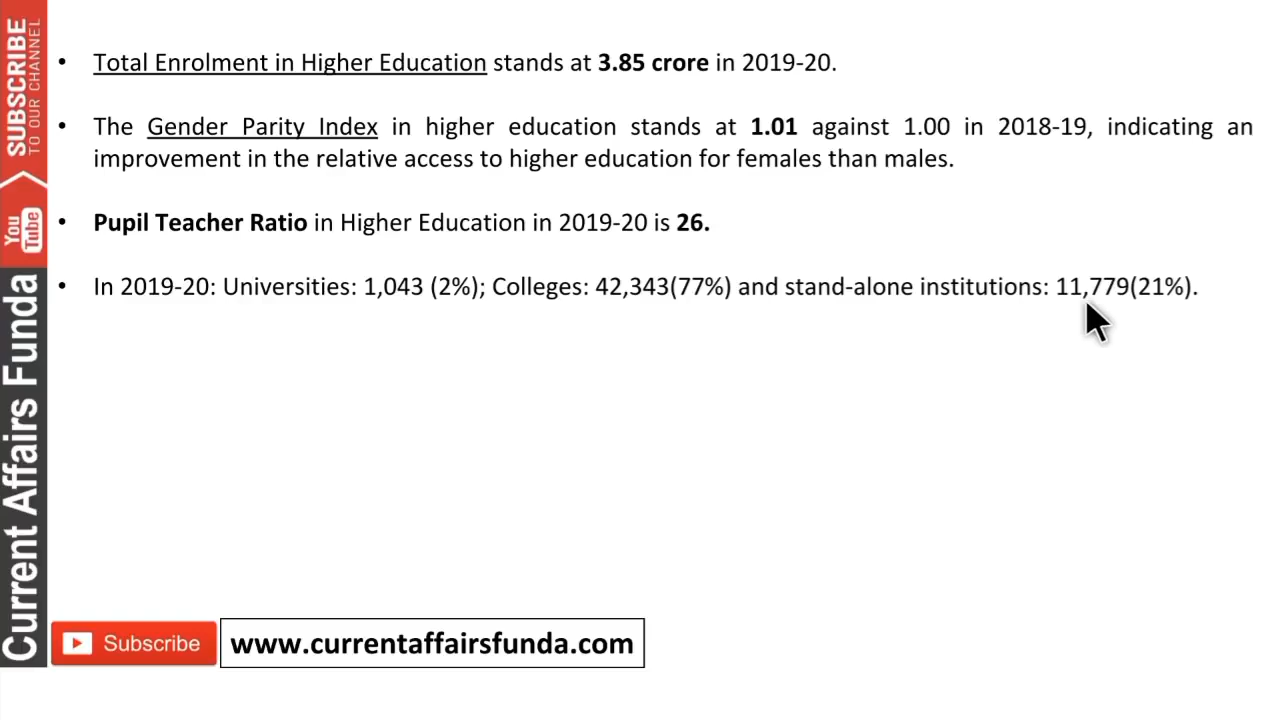 SUBSCRIBE
TO OUR CHANNEL
You
Tube
Current Affairs Funda
• Total Enrolment in Higher Education stands at 3.85 crore in 2019-20.
• The Gender Parity Index in higher education stands at 1.01 against 1.00 in 2018-19, indicating an
improvement in the relative access to higher education for females than males.
• Pupil Teacher Ratio in Higher Education in 2019-20 is 26.
• In 2019-20: Universities: 1,043 (2%); Colleges: 42,343(77%) and stand-alone institutions: 11,779(21%).
Subscribe
www.currentaffairsfunda.com